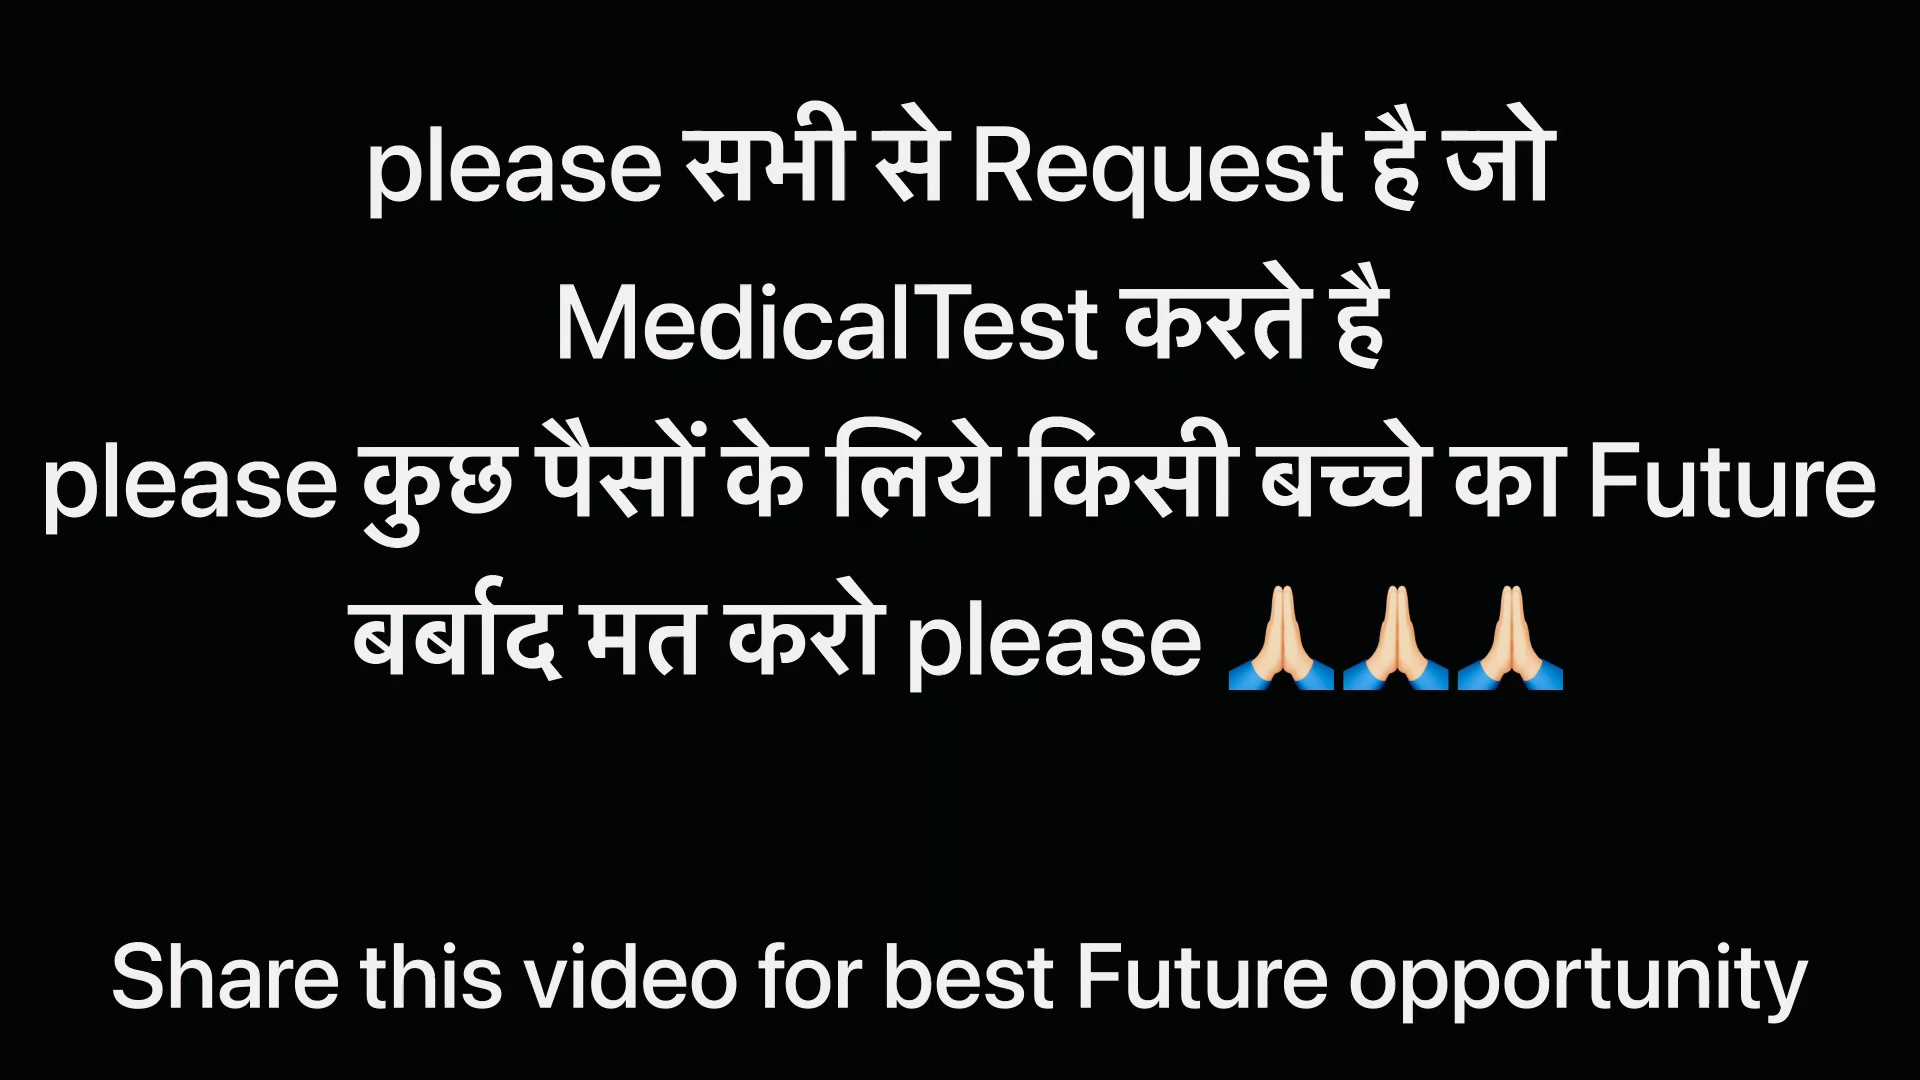 please सभी से Request है जो
MedicalTest करते है
please कुछ पैसों के लिये किसी बच्चे का Future
बर्बाद मत करो please 🙏🏻🙏🏻🙏🏻
Share this video for best Future opportunity